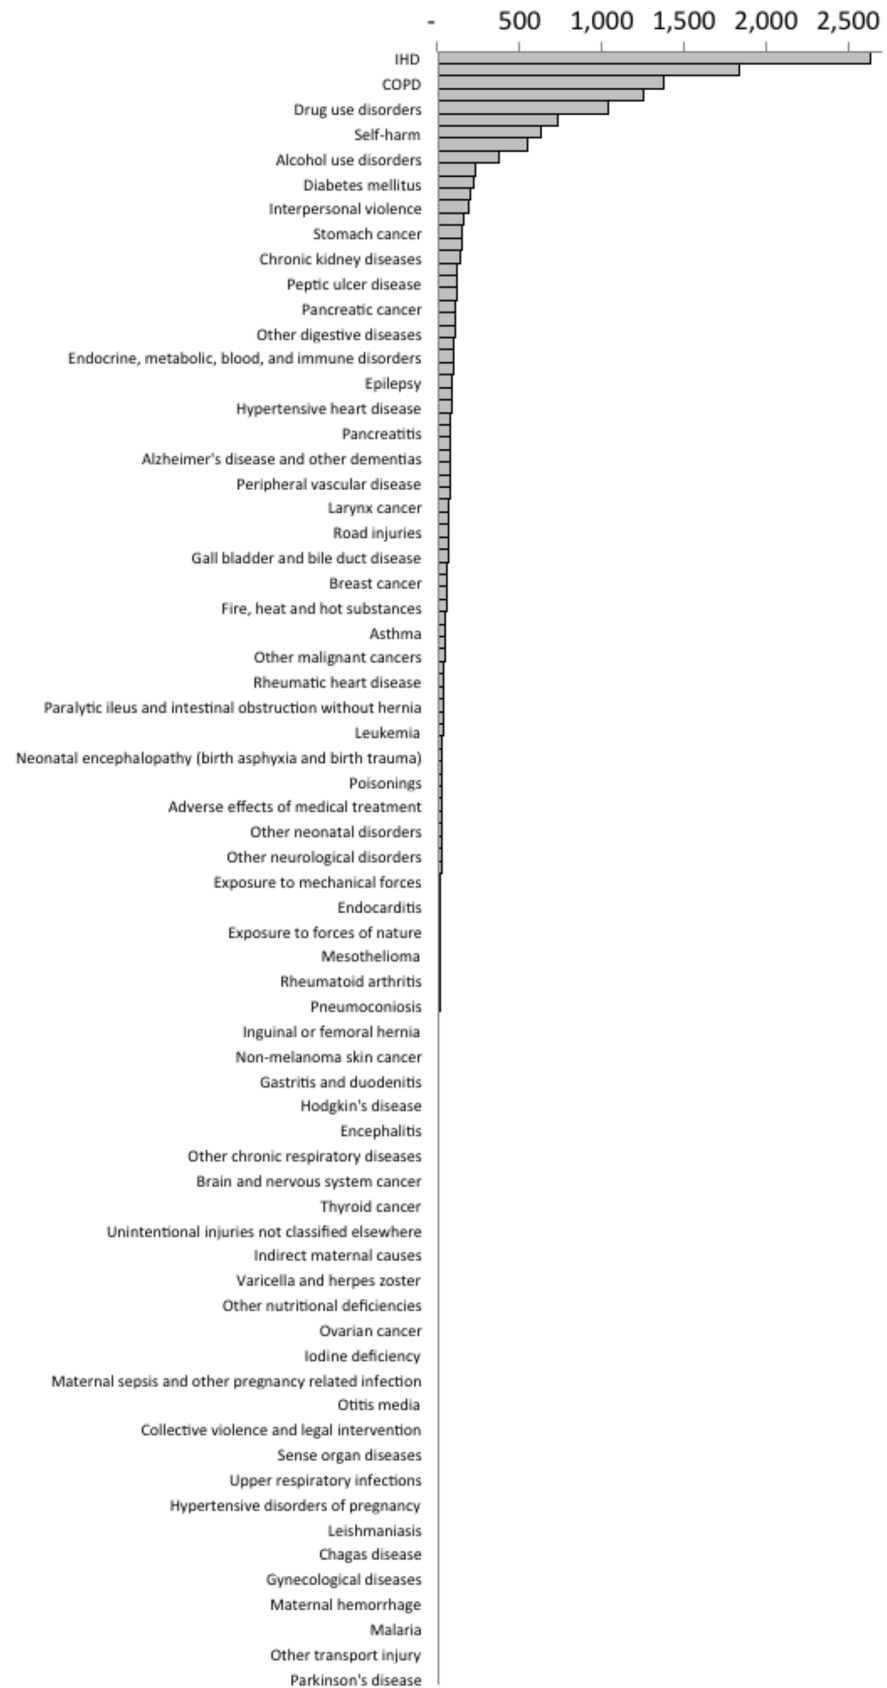 - 500 1,000 1,500 2,000 2,500
IHD
COPD
Drug use disorders
Self-harm
Alcohol use disorders
Diabetes mellitus
Interpersonal violence
Stomach cancer
Chronic kidney diseases
Peptic ulcer disease
Pancreatic cancer
Other digestive diseases
Endocrine, metabolic, blood, and immune disorders
Epilepsy
Hypertensive heart disease
Pancreatitis
Alzheimer's disease and other dementias
Peripheral vascular disease
Larynx cancer
Road injuries
Gall bladder and bile duct disease
Breast cancer
Fire, heat and hot substances
Asthma
Other malignant cancers
Rheumatic heart disease
Paralytic ileus and intestinal obstruction without hernia
Leukemia
Neonatal encephalopathy (birth asphyxia and birth trauma)
Poisonings
Adverse effects of medical treatment
Other neonatal disorders
Other neurological disorders
Exposure to mechanical forces
Endocarditis
Exposure to forces of nature
Mesothelioma
Rheumatoid arthritis
Pneumoconiosis
Inguinal or femoral hernia
Non-melanoma skin cancer
Gastritis and duodenitis
Hodgkin's disease
Encephalitis
Other chronic respiratory diseases
Brain and nervous system cancer
Thyroid cancer
Unintentional injuries not classified elsewhere
Indirect maternal causes
Varicella and herpes zoster
Other nutritional deficiencies
Ovarian cancer
Iodine deficiency
Maternal sepsis and other pregnancy related infection
Otitis media
Collective violence and legal intervention
Sense organ diseases
Upper respiratory infections
Hypertensive disorders of pregnancy
Leishmaniasis
Chagas disease
Gynecological diseases
Maternal hemorrhage
Malaria
Other transport injury
Parkinson's disease